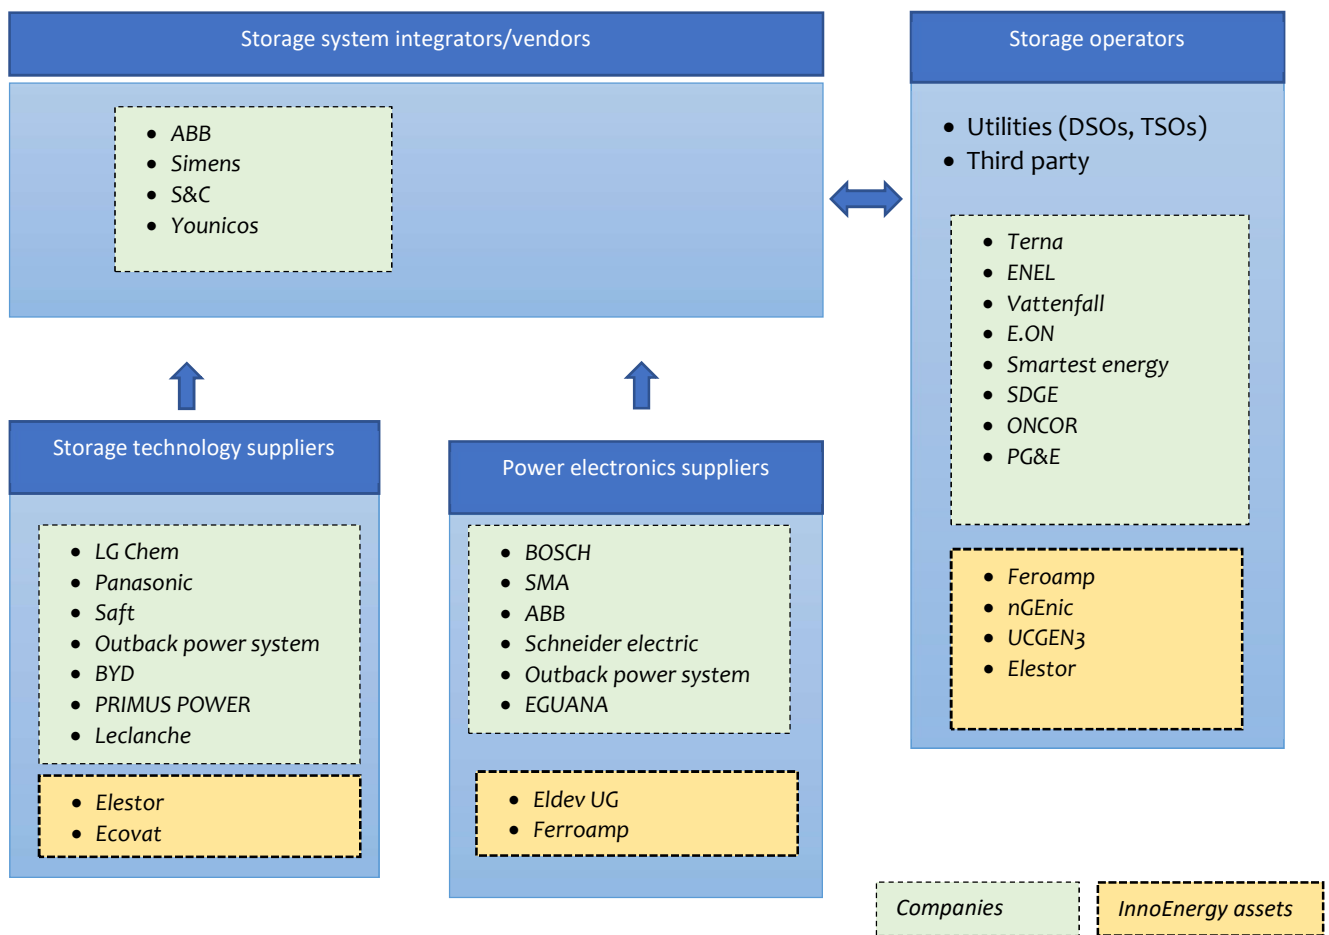 Storage system integrators/vendors
• ABB
• Simens
• S&C
• Younicos
Storage operators
• Utilities (DSOs, TSOs)
• Third party
• Terna
• ENEL
• Vattenfall
• E.ON
• Smartest energy
• SDGE
• ONCOR
• PG&E
• Feroamp
• nGEnic
• UCGEN3
• Elestor
Storage technology suppliers
• LG Chem
• Panasonic
• Saft
• Outback power system
• BYD
• PRIMUS POWER
• Leclanche
• Elestor
• Ecovat
Power electronics suppliers
• BOSCH
• SMA
• ABB
• Schneider electric
• Outback power system
• EGUANA
• Eldev UG
• Ferroamp
Companies
InnoEnergy assets